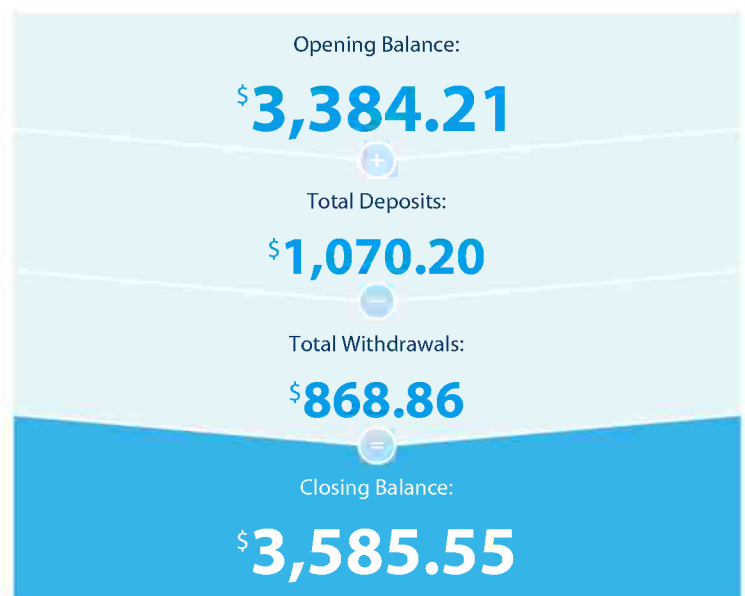 Opening Balance:
$3,384.21
+
Total Deposits:
$1,070.20
−
Total Withdrawals:
$868.86
=
Closing Balance:
$3,585.55